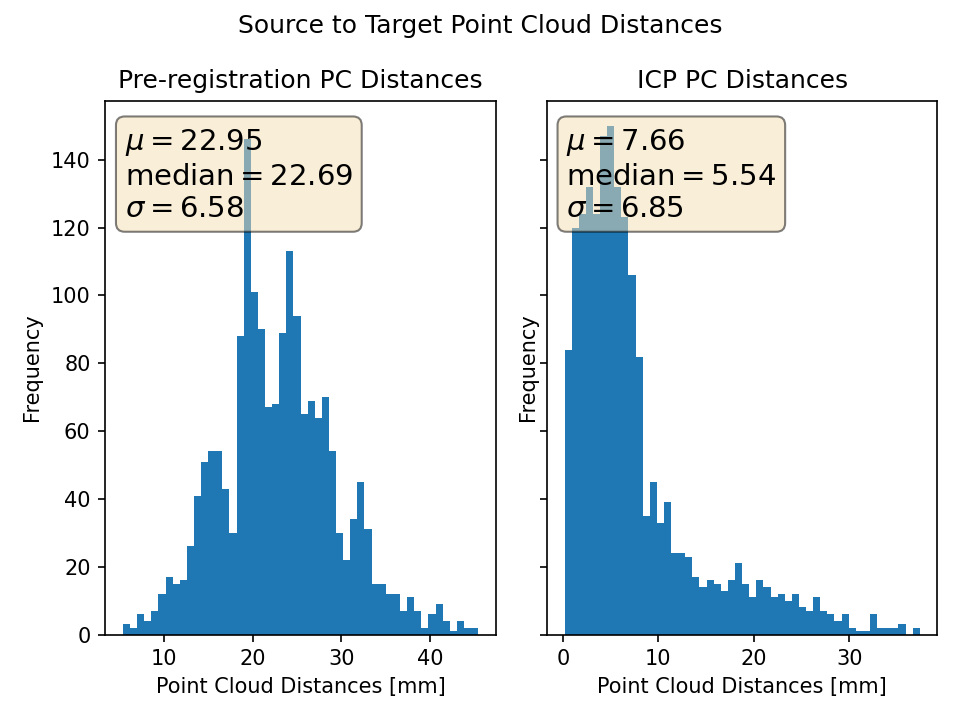 Source to Target Point Cloud Distances
Pre-registration PC Distances
μ = 22.95
median = 22.69
σ = 6.58
Frequency
140
120
100
80
60
40
20
0
10
20
30
40
Point Cloud Distances [mm]
ICP PC Distances
μ = 7.66
median = 5.54
σ = 6.85
Frequency
0
10
20
30
Point Cloud Distances [mm]